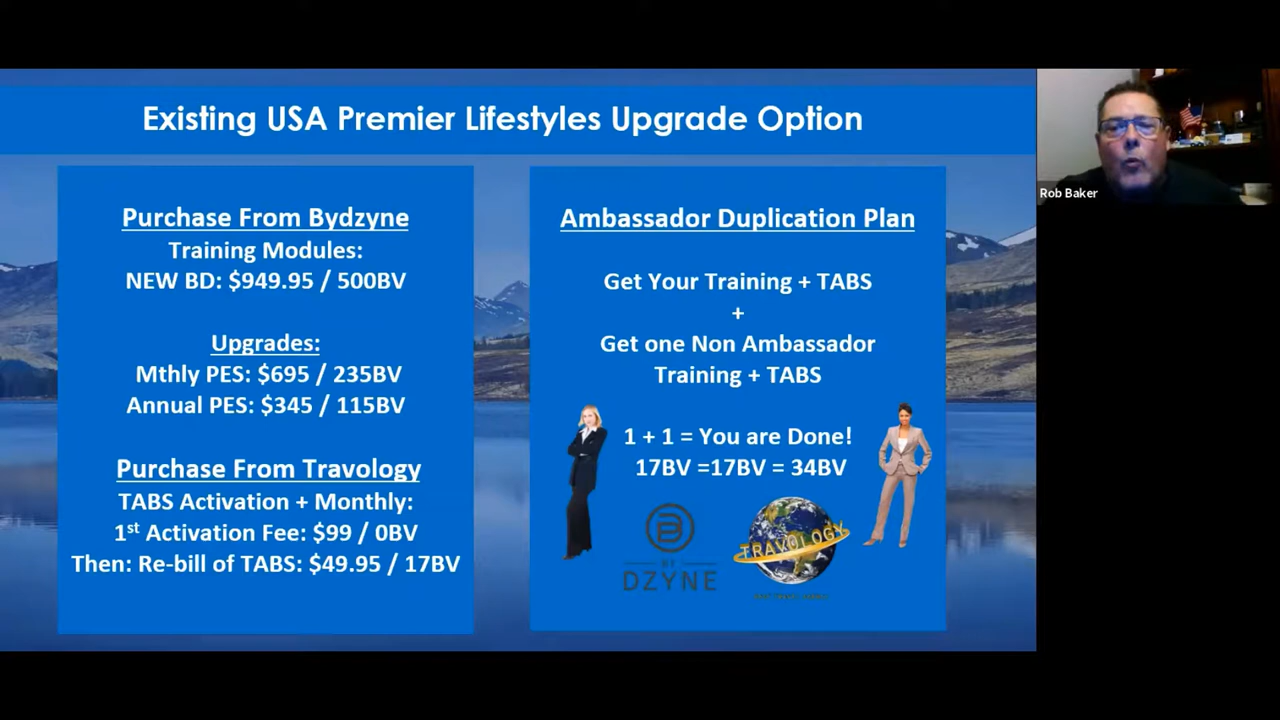 Existing USA Premier Lifestyles Upgrade Option
Purchase From Bydzyne
Training Modules:
NEW BD: $949.95 / 500BV
Upgrades:
Mthly PES: $695 / 235BV
Annual PES: $345 / 115BV
Purchase From Travology
TABS Activation + Monthly:
1st Activation Fee: $99 / 0BV
Then: Re-bill of TABS: $49.95 / 17BV
Ambassador Duplication Plan
Get Your Training + TABS
+
Get one Non Ambassador
Training + TABS
1 + 1 = You are Done!
17BV =17BV = 34BV
BY
DZYNE
TRAVOLOGY
Rob Baker